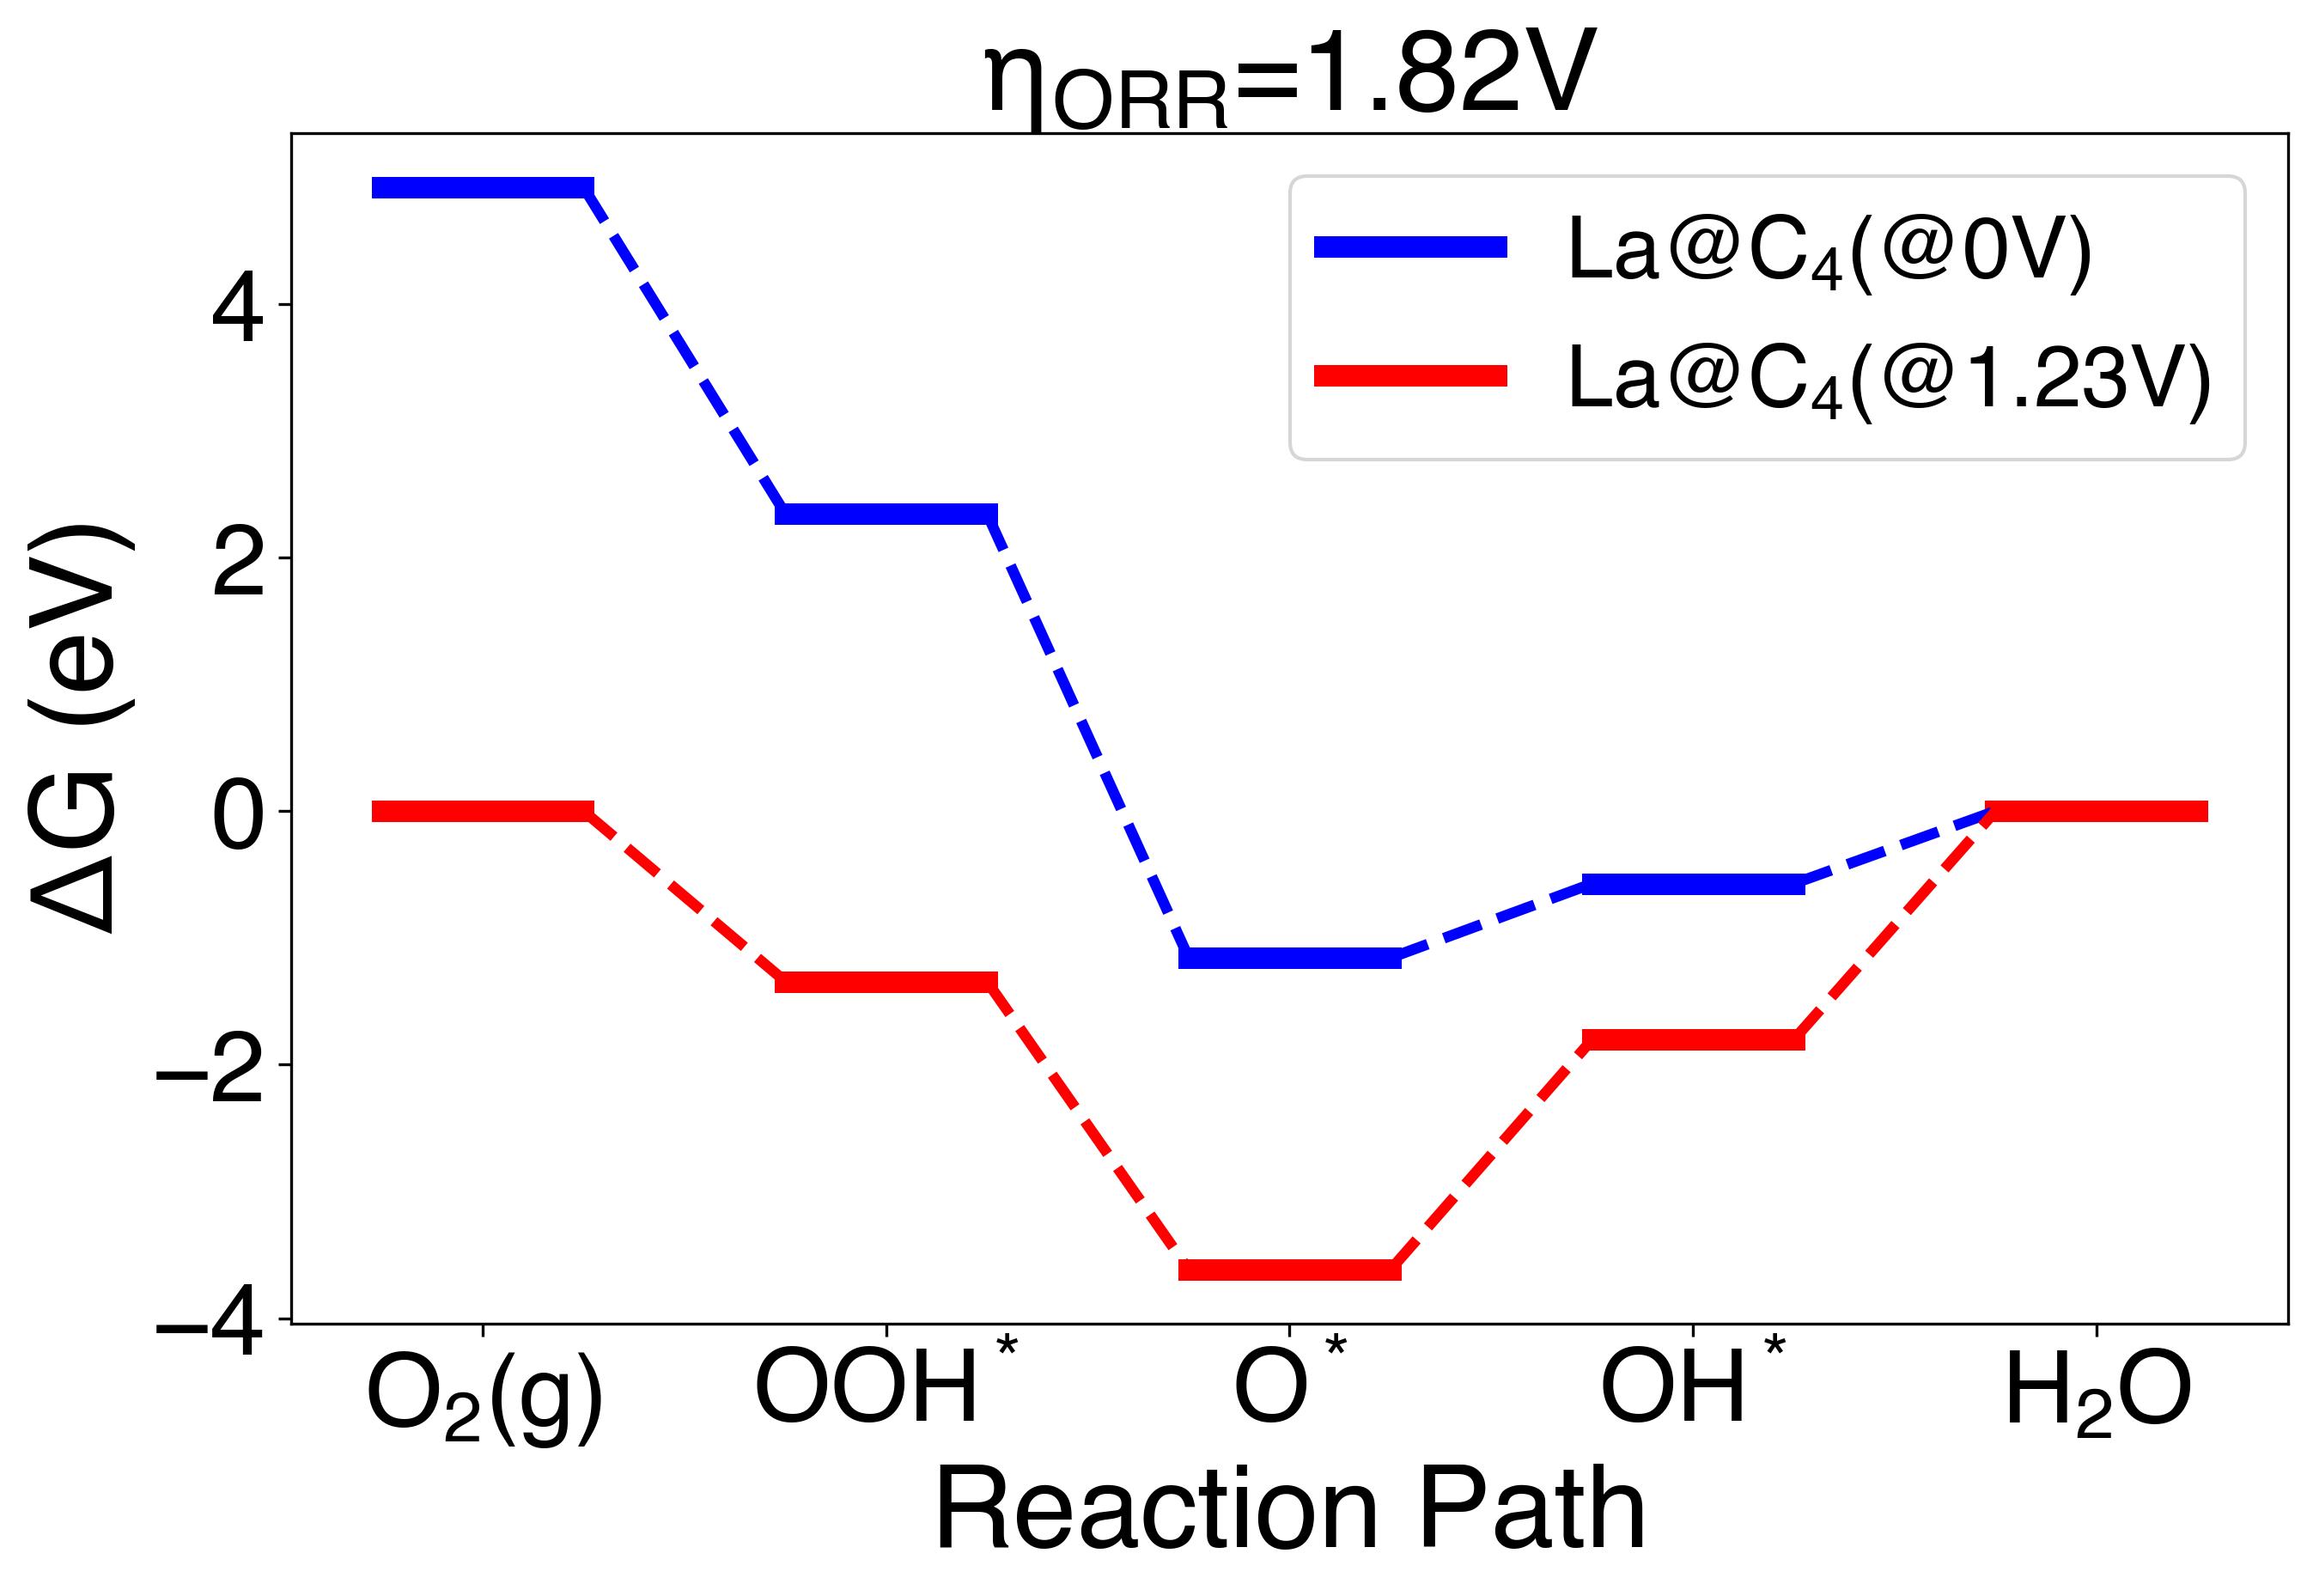 η_ORR=1.82V
La@C₄(@0V)
La@C₄(@1.23V)
ΔG (eV)
4
2
0
−2
−4
O₂(g) OOH* O* OH* H₂O
Reaction Path